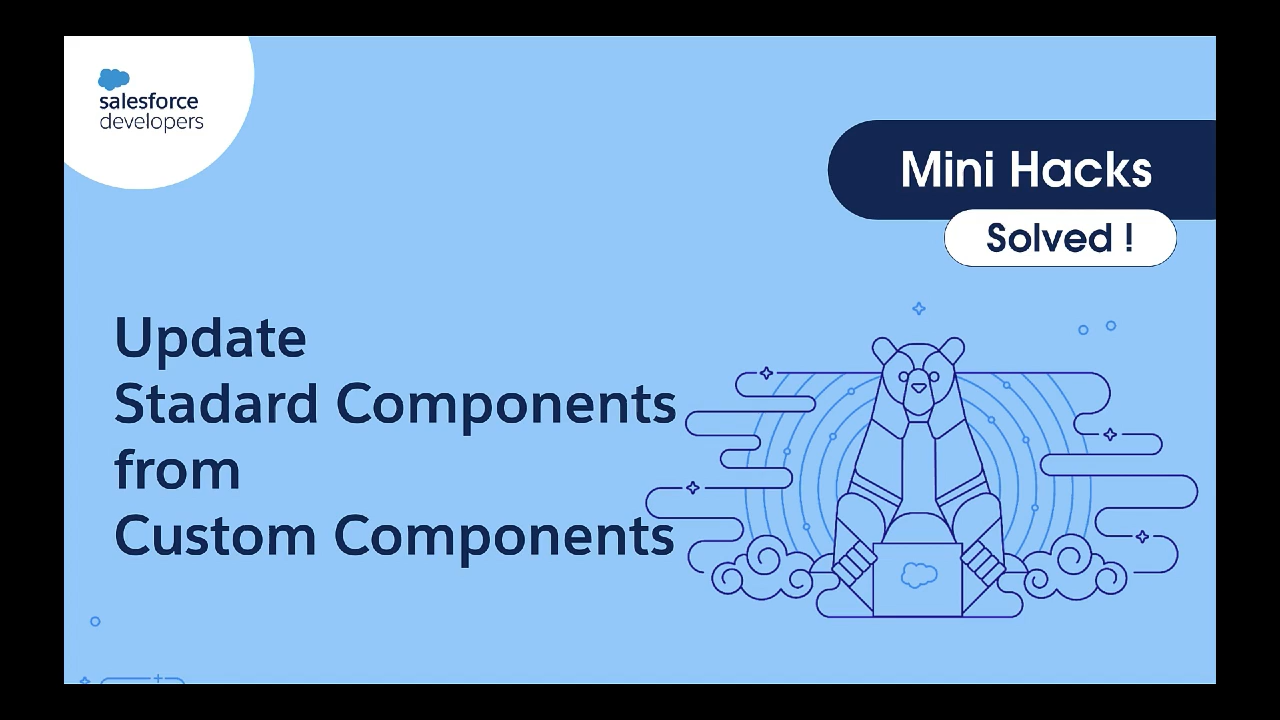 salesforce
developers
Mini Hacks
Solved !
Update
Stadard Components
from
Custom Components